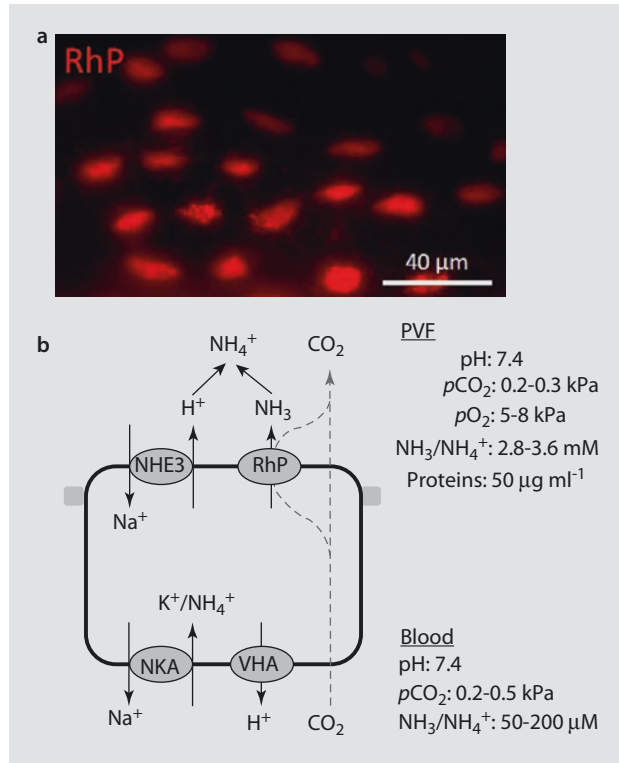 a
RhP
40 µm
b
NH₄⁺
CO₂
H⁺
NH₃
NHE3
RhP
Na⁺
K⁺/NH₄⁺
NKA
VHA
Na⁺
H⁺
CO₂
PVF
pH: 7.4
pCO₂: 0.2-0.3 kPa
pO₂: 5-8 kPa
NH₃/NH₄⁺: 2.8-3.6 mM
Proteins: 50 µg ml⁻¹
Blood
pH: 7.4
pCO₂: 0.2-0.5 kPa
NH₃/NH₄⁺: 50-200 µM